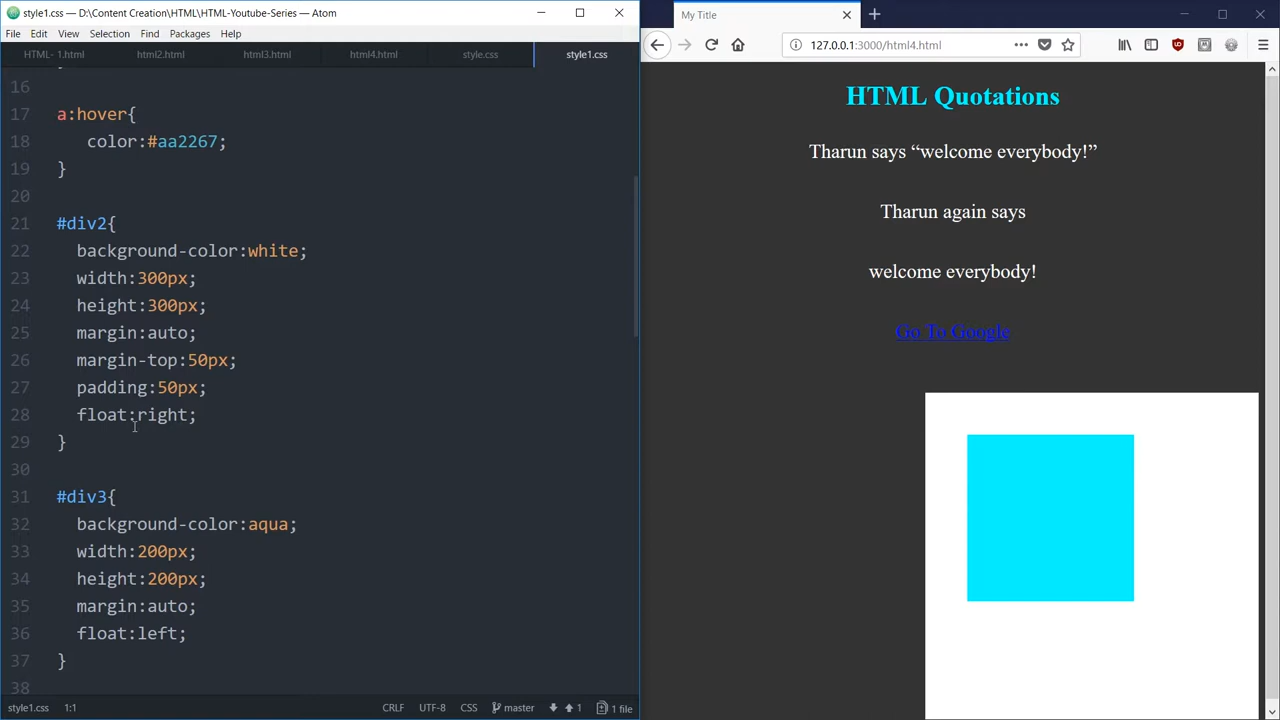 style1.css — D:\Content Creation\HTML\HTML-Youtube-Series — Atom
File Edit View Selection Find Packages Help
HTML- 1.html html2.html html3.html html4.html style.css style1.css
16
17 a:hover{
18 color:#aa2267;
19 }
20
21 #div2{
22 background-color:white;
23 width:300px;
24 height:300px;
25 margin:auto;
26 margin-top:50px;
27 padding:50px;
28 float:right;
29 }
30
31 #div3{
32 background-color:aqua;
33 width:200px;
34 height:200px;
35 margin:auto;
36 float:left;
37 }
38
style1.css 1:1 CRLF UTF-8 CSS master 1 1 file
My Title
127.0.0.1:3000/html4.html
HTML Quotations
Tharun says “welcome everybody!”
Tharun again says
welcome everybody!
Go To Google